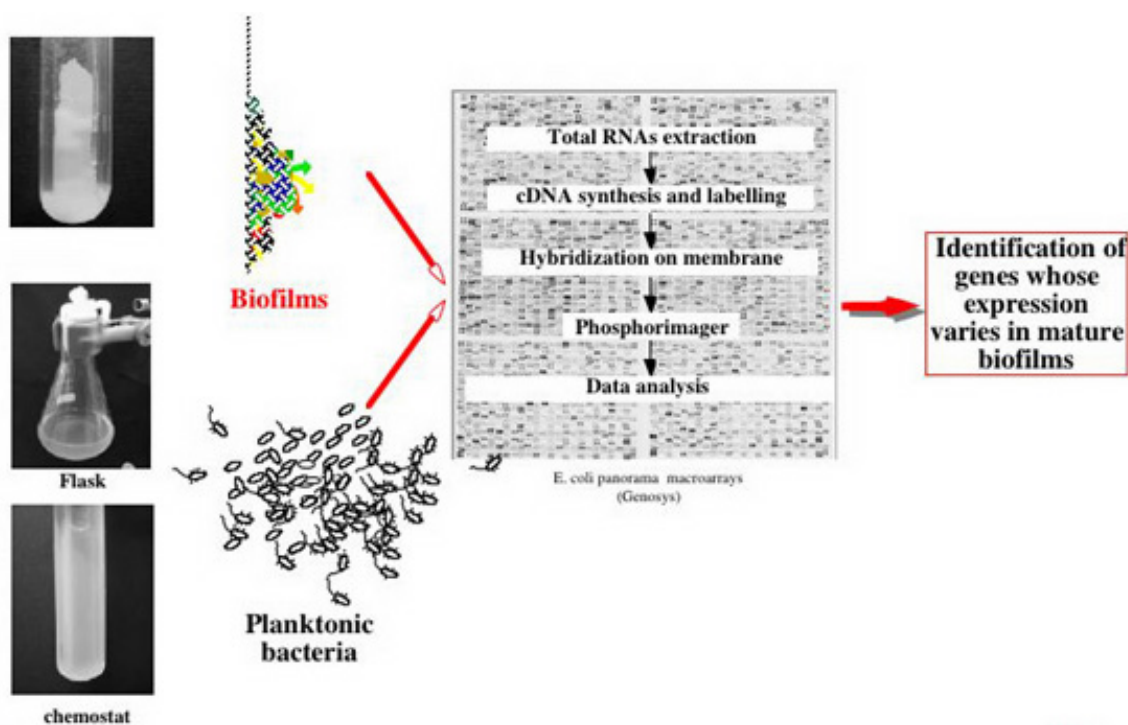 Flask
chemostat
Biofilms
Planktonic
bacteria
Total RNAs extraction
cDNA synthesis and labelling
Hybridization on membrane
Phosphorimager
Data analysis
E. coli panorama macroarrays
(Genosys)
Identification of
genes whose
expression
varies in mature
biofilms